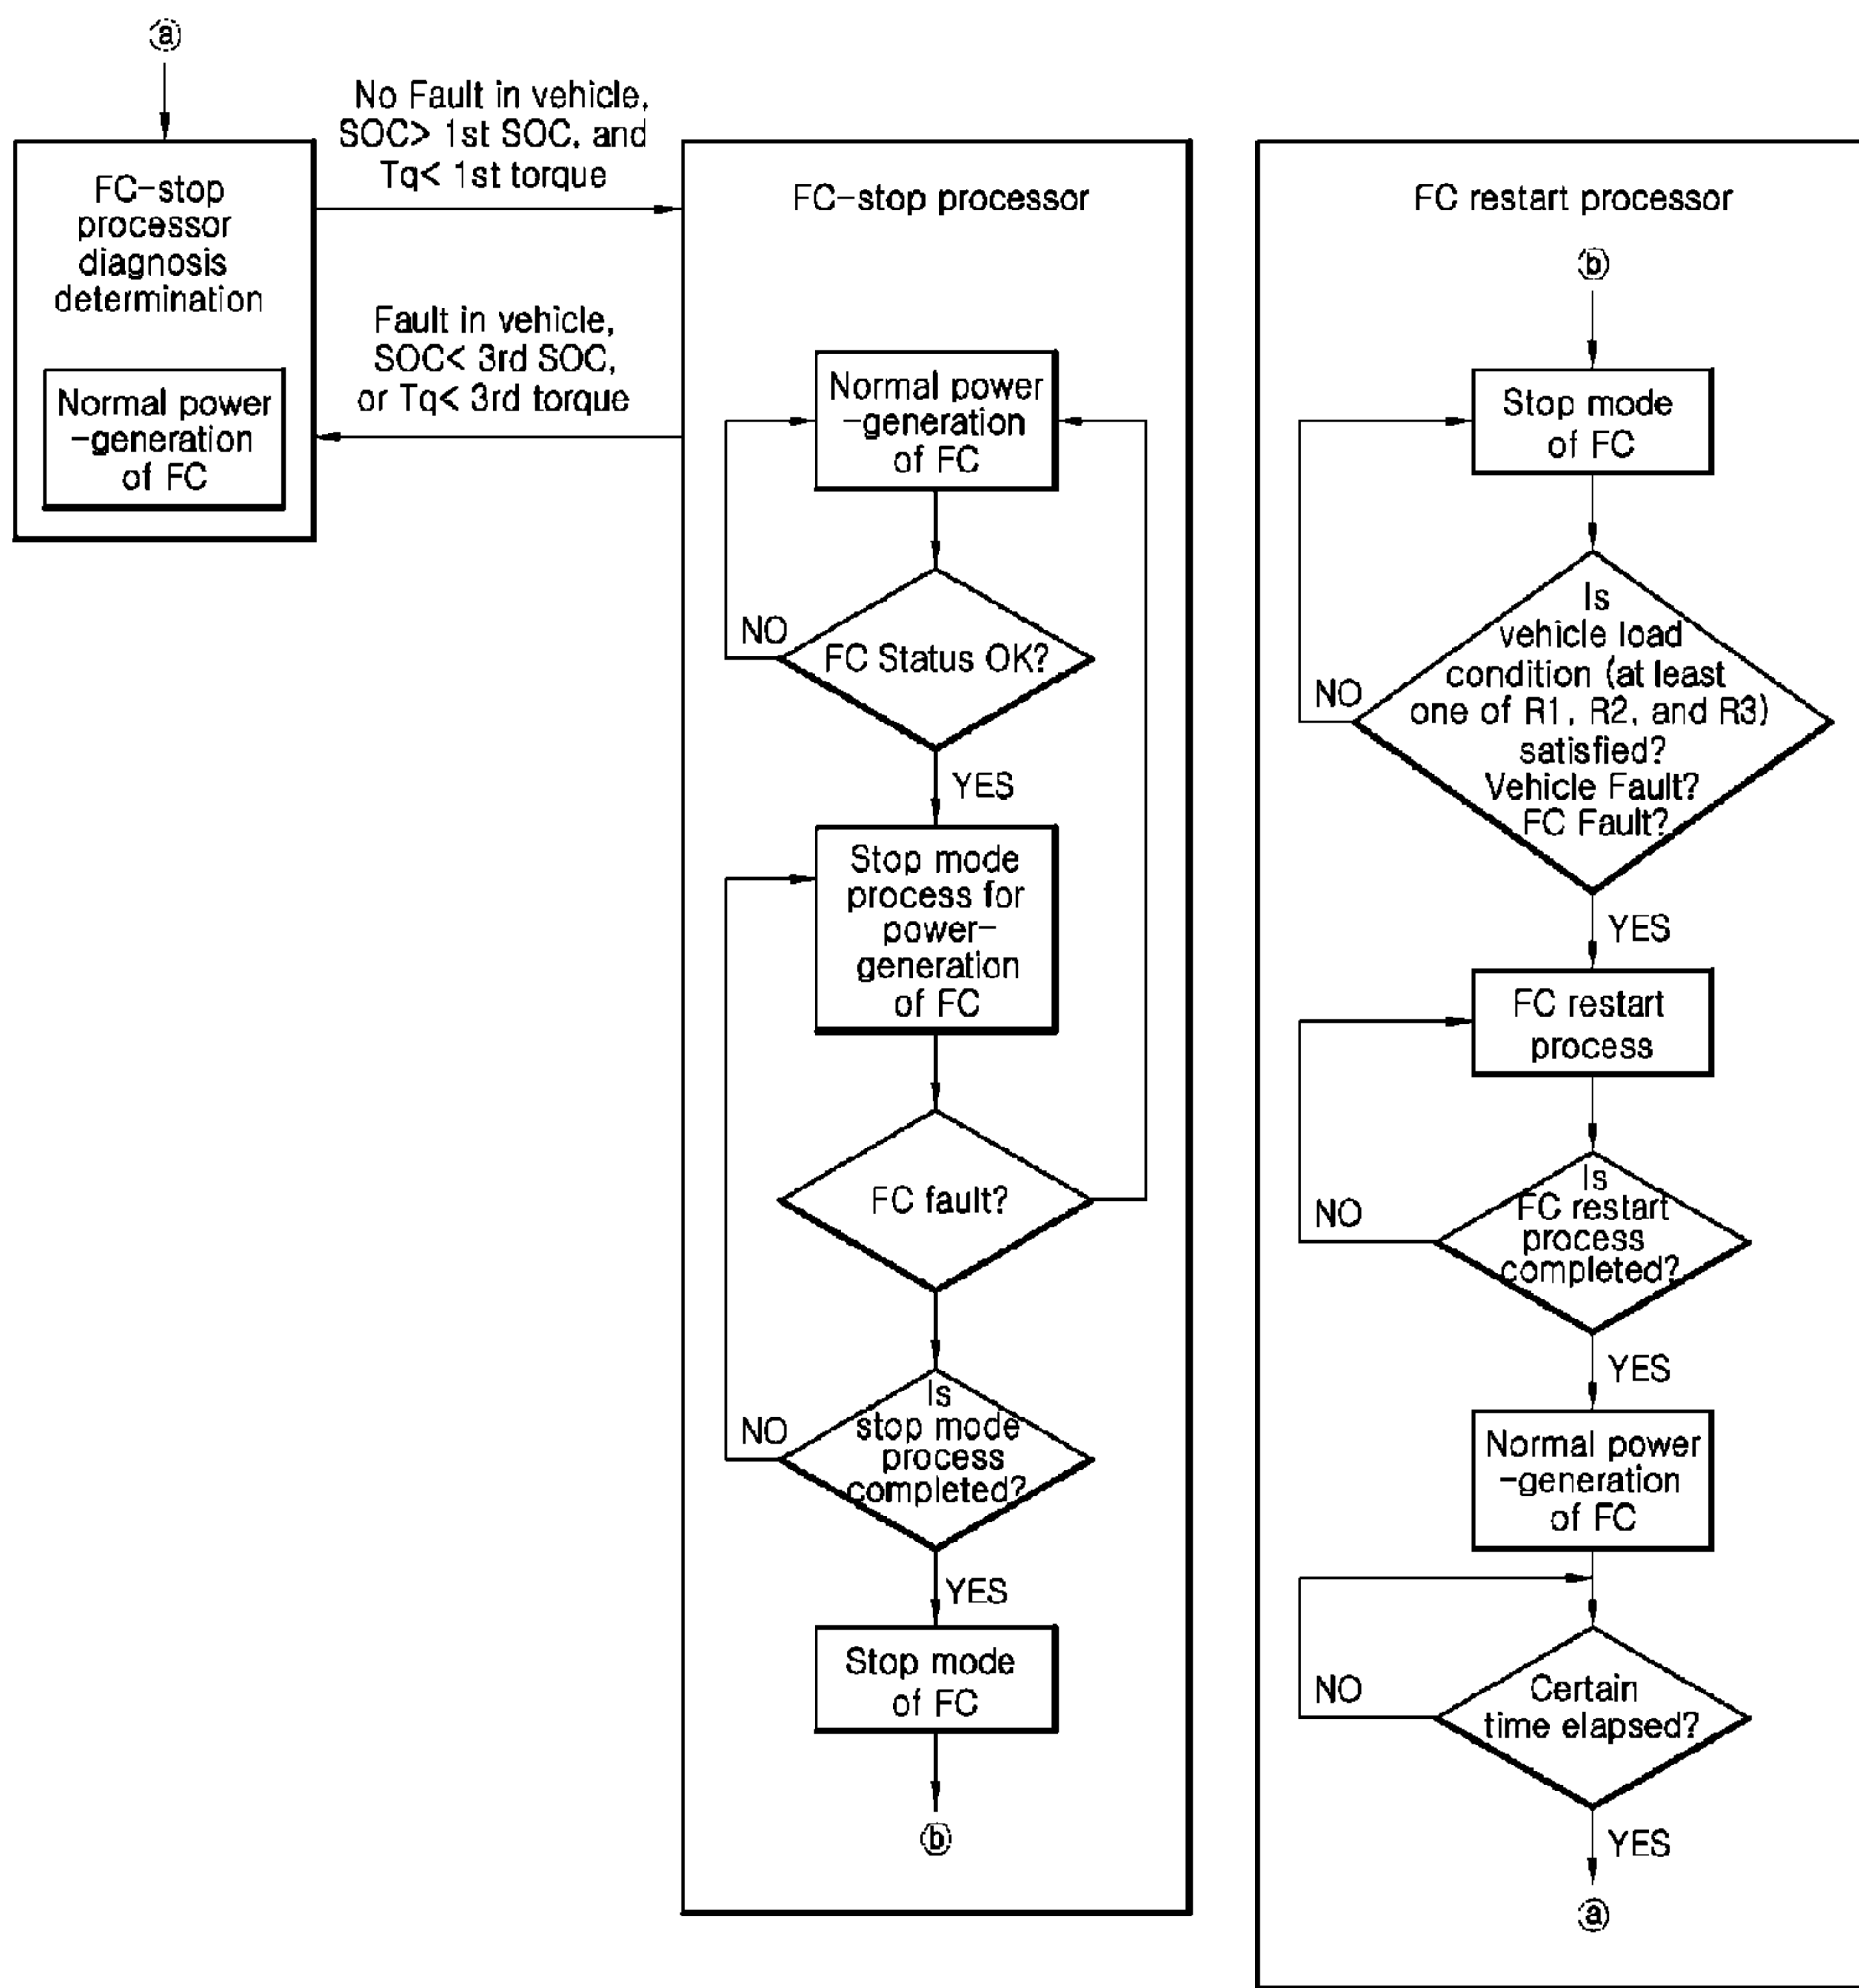 ⓐ
FC-stop
processor
diagnosis
determination
Normal power
-generation
of FC
No Fault in vehicle,
SOC> 1st SOC, and
Tq< 1st torque
Fault in vehicle,
SOC< 3rd SOC,
or Tq< 3rd torque
FC-stop processor
Normal power
-generation
of FC
NO
FC Status OK?
YES
Stop mode
process for
power-
generation
of FC
FC fault?
NO
Is
stop mode
process
completed?
YES
Stop mode
of FC
ⓑ
FC restart processor
ⓑ
Stop mode
of FC
NO
Is
vehicle load
condition (at least
one of R1, R2, and R3)
satisfied?
Vehicle Fault?
FC Fault?
YES
FC restart
process
NO
Is
FC restart
process
completed?
YES
Normal power
-generation
of FC
NO
Certain
time elapsed?
YES
ⓐ